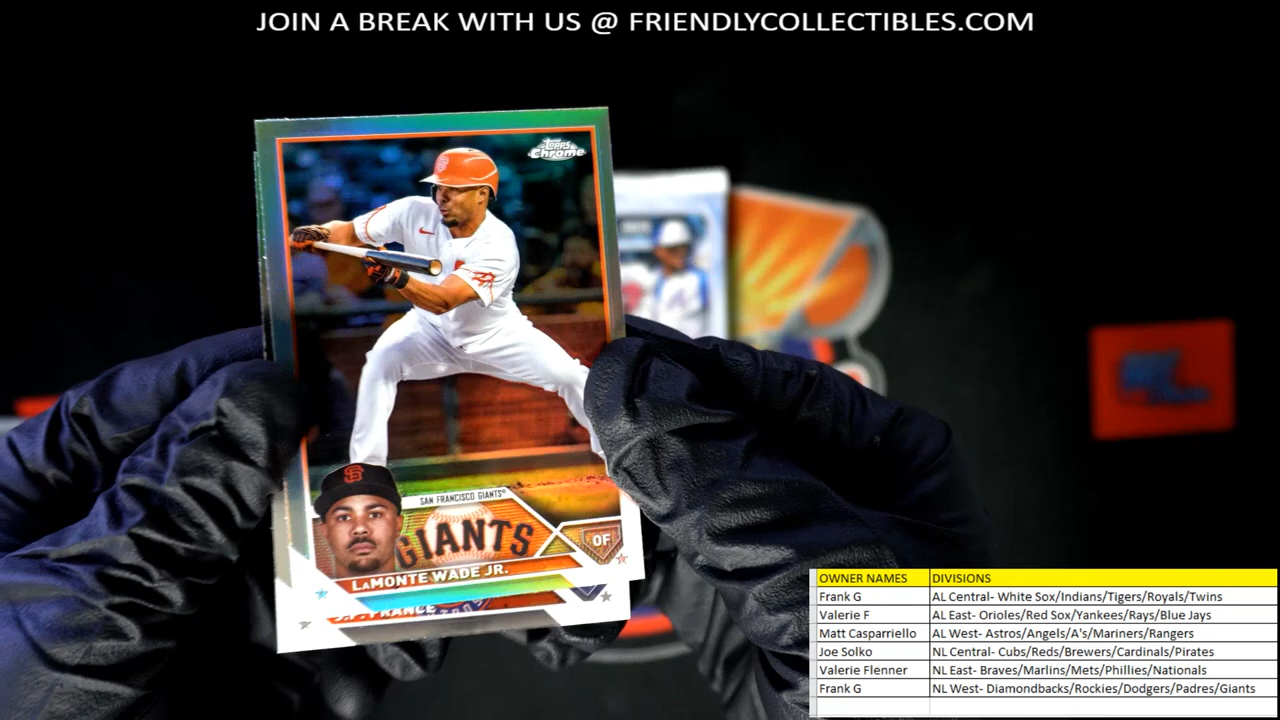 JOIN A BREAK WITH US @ FRIENDLYCOLLECTIBLES.COM
TOPPS
Chrome
SAN FRANCISCO GIANTS®
GIANTS
OF
LAMONTE WADE JR.
J.P. FRANCE
OWNER NAMES DIVISIONS
Frank G AL Central- White Sox/Indians/Tigers/Royals/Twins
Valerie F AL East- Orioles/Red Sox/Yankees/Rays/Blue Jays
Matt Casparriello AL West- Astros/Angels/A's/Mariners/Rangers
Joe Solko NL Central- Cubs/Reds/Brewers/Cardinals/Pirates
Valerie Flenner NL East- Braves/Marlins/Mets/Phillies/Nationals
Frank G NL West- Diamondbacks/Rockies/Dodgers/Padres/Giants